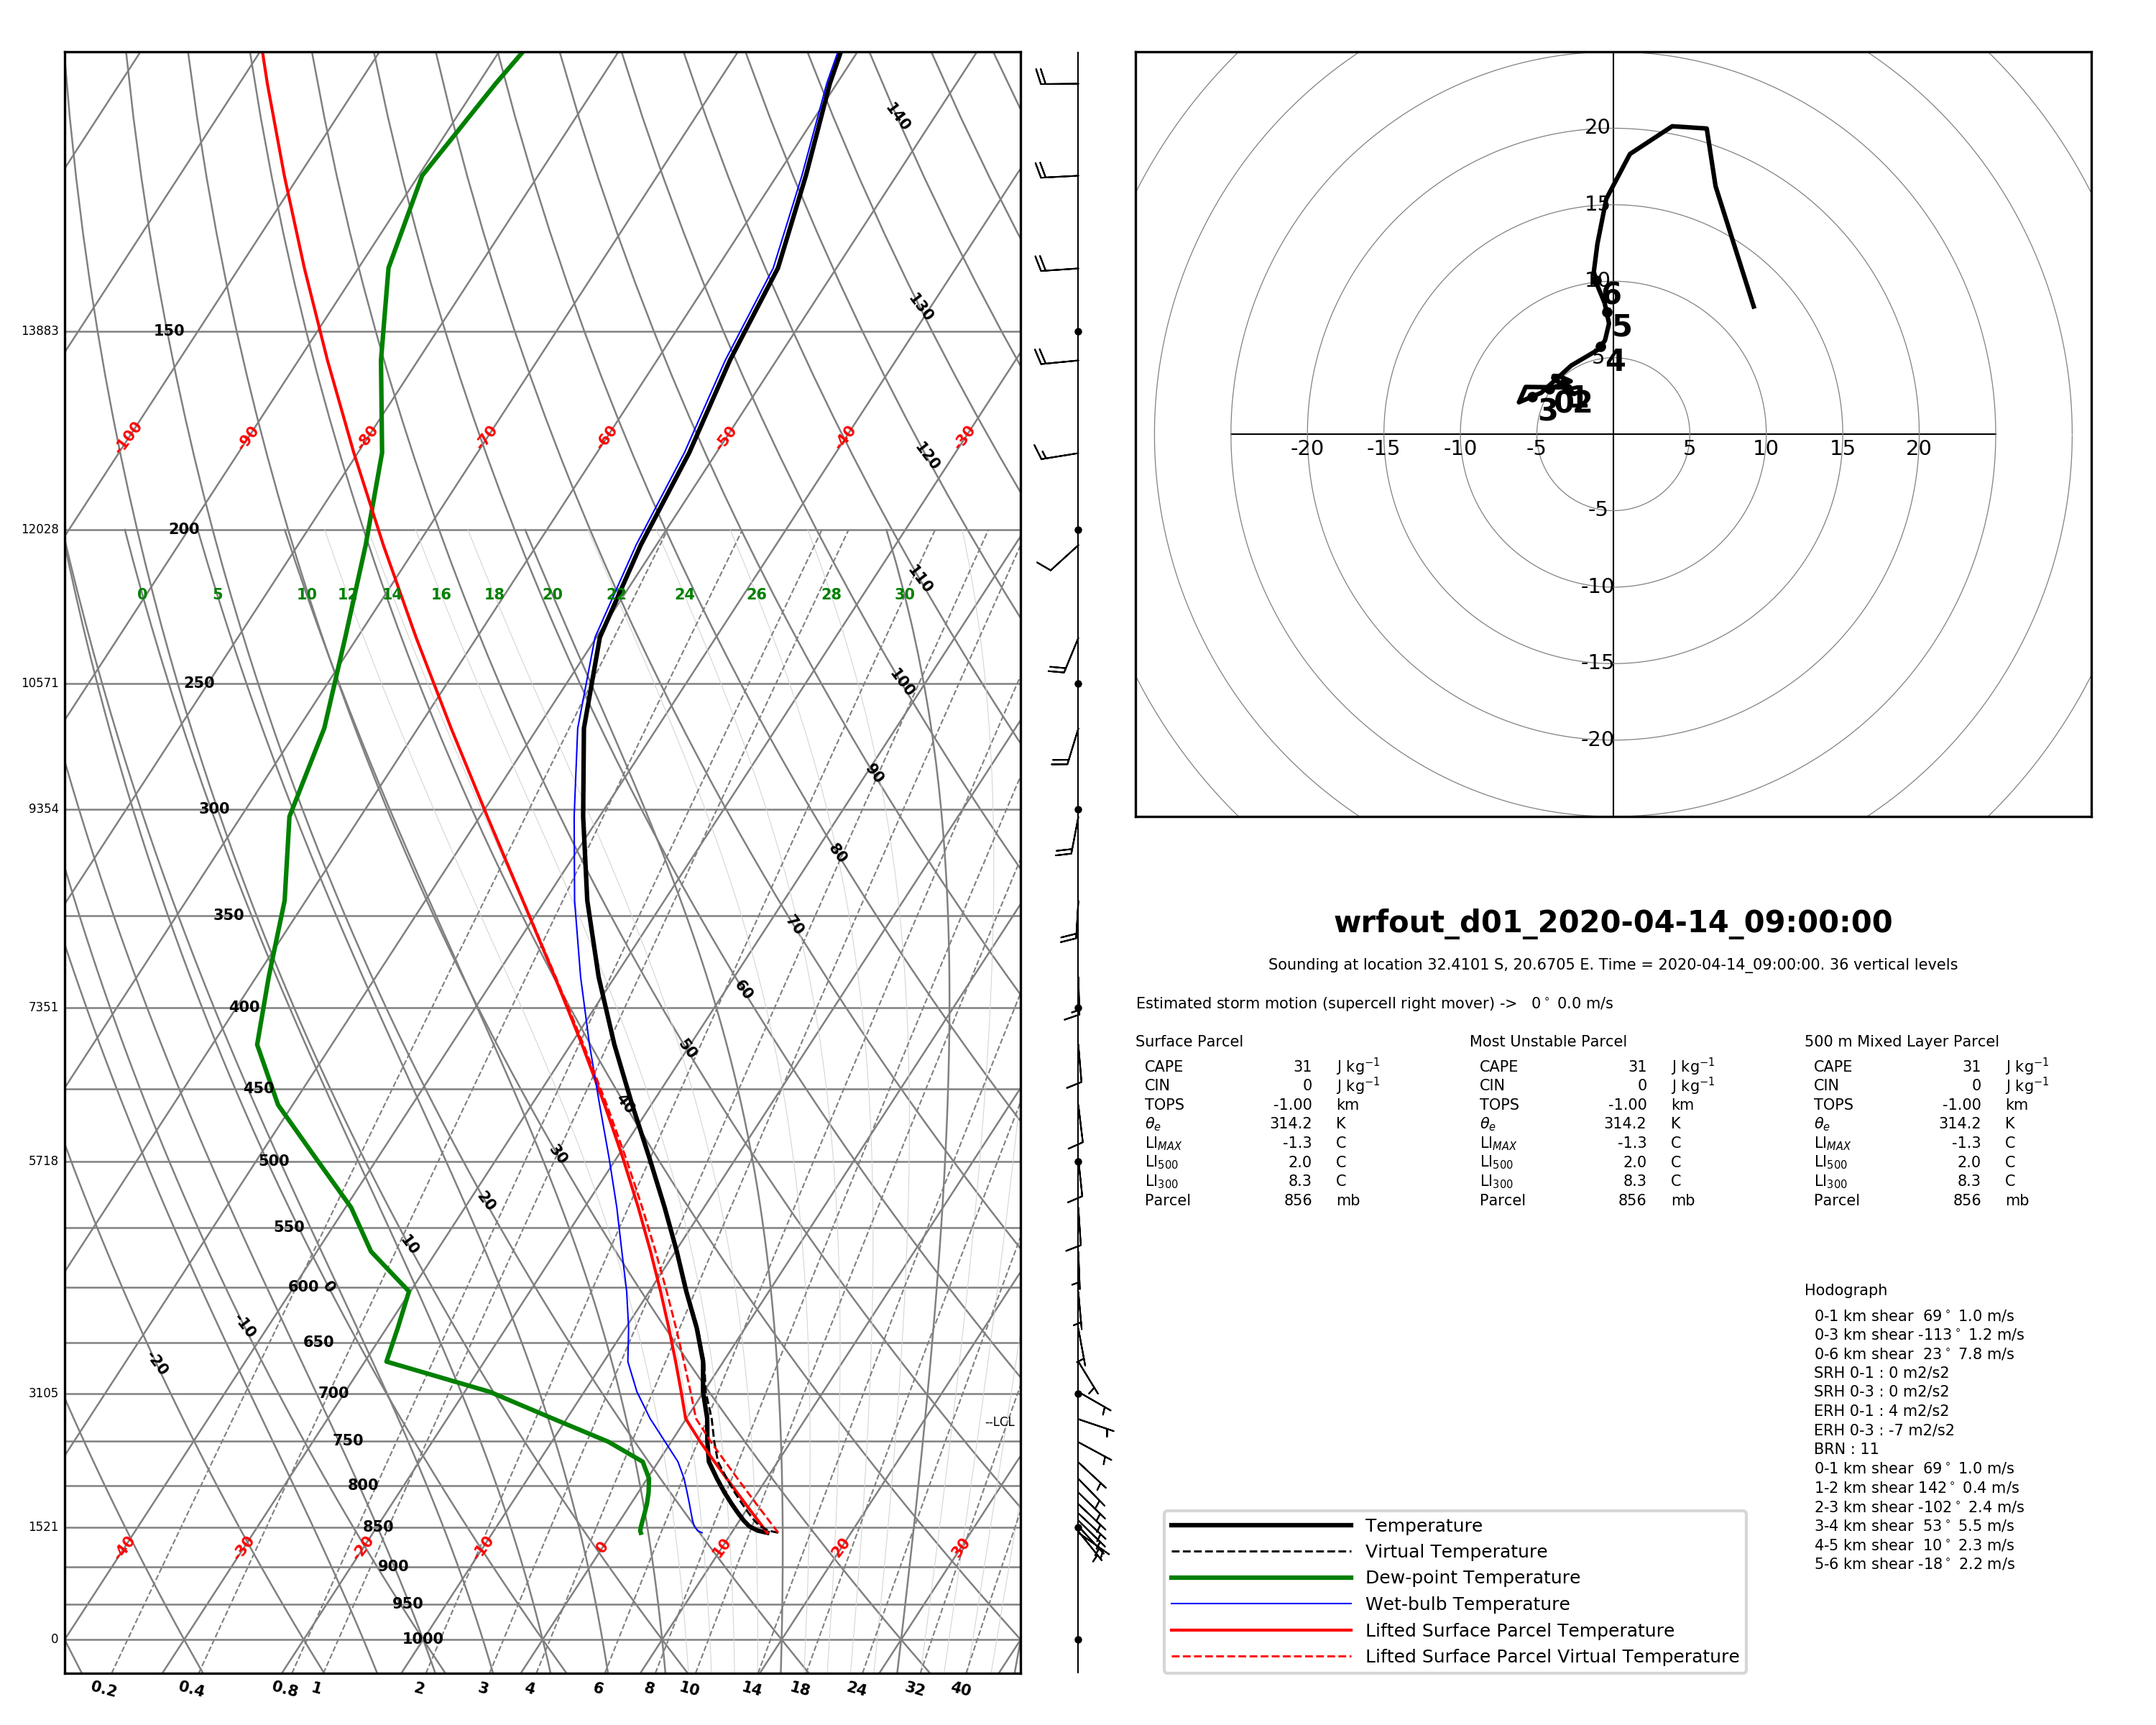 140
130
13883 150
-100 -90 -80 -70 -60 -50 -40 -30
120
12028 200
110
0 5 10 12 14 16 18 20 22 24 26 28 30
10571 250
100
90
9354 300
80
350
70
7351 400
60
50
450
40
5718 500
30
20
550
10
600 0
-10
650
-20
3105 700
--LCL
750
800
1521 850
-40 -30 -20 -10 0 10 20 30
900
950
0 1000
0.2 0.4 0.8 1 2 3 4 6 8 10 14 18 24 32 40
20
15
10
6
5
5
4
3 0 1 2
-20 -15 -10 -5 5 10 15 20
-5
-10
-15
-20
wrfout_d01_2020-04-14_09:00:00
Sounding at location 32.4101 S, 20.6705 E. Time = 2020-04-14_09:00:00. 36 vertical levels
Estimated storm motion (supercell right mover) -> 0° 0.0 m/s
Surface Parcel Most Unstable Parcel 500 m Mixed Layer Parcel
CAPE 31 J kg⁻¹ CAPE 31 J kg⁻¹ CAPE 31 J kg⁻¹
CIN 0 J kg⁻¹ CIN 0 J kg⁻¹ CIN 0 J kg⁻¹
TOPS -1.00 km TOPS -1.00 km TOPS -1.00 km
θe 314.2 K θe 314.2 K θe 314.2 K
LIMAX -1.3 C LIMAX -1.3 C LIMAX -1.3 C
LI500 2.0 C LI500 2.0 C LI500 2.0 C
LI300 8.3 C LI300 8.3 C LI300 8.3 C
Parcel 856 mb Parcel 856 mb Parcel 856 mb
Hodograph
0-1 km shear 69° 1.0 m/s
0-3 km shear -113° 1.2 m/s
0-6 km shear 23° 7.8 m/s
SRH 0-1 : 0 m2/s2
SRH 0-3 : 0 m2/s2
ERH 0-1 : 4 m2/s2
ERH 0-3 : -7 m2/s2
BRN : 11
0-1 km shear 69° 1.0 m/s
1-2 km shear 142° 0.4 m/s
2-3 km shear -102° 2.4 m/s
3-4 km shear 53° 5.5 m/s
4-5 km shear 10° 2.3 m/s
5-6 km shear -18° 2.2 m/s
Temperature
Virtual Temperature
Dew-point Temperature
Wet-bulb Temperature
Lifted Surface Parcel Temperature
Lifted Surface Parcel Virtual Temperature